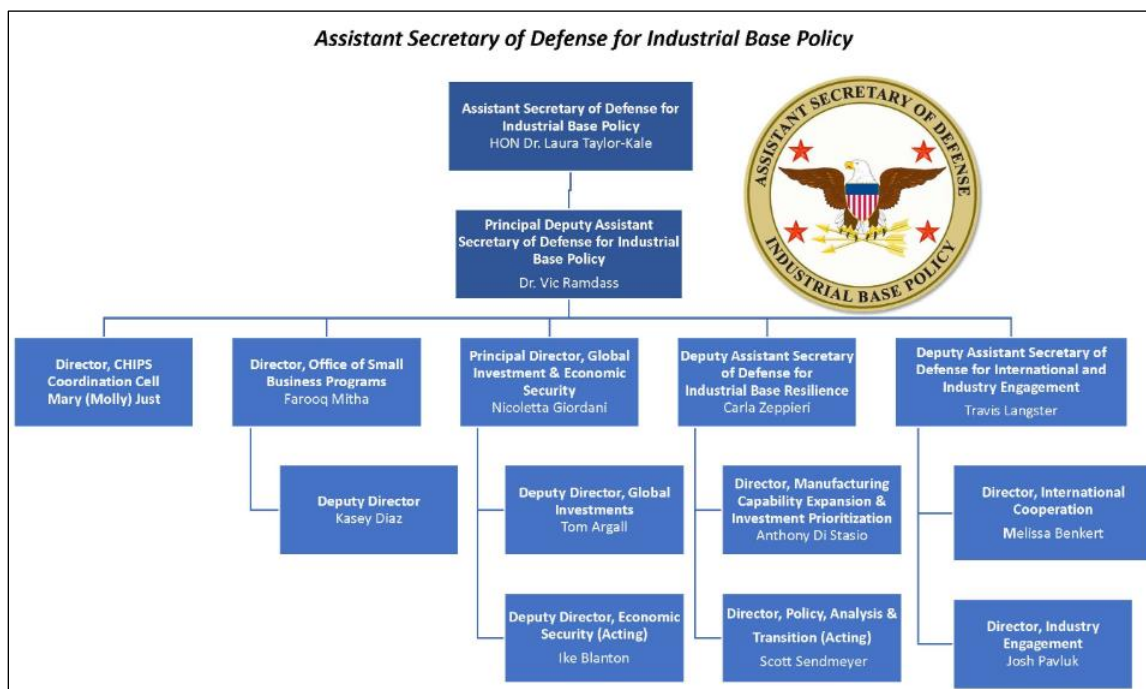 Assistant Secretary of Defense for Industrial Base Policy
Assistant Secretary of Defense for
Industrial Base Policy
HON Dr. Laura Taylor-Kale
ASSISTANT SECRETARY OF DEFENSE
INDUSTRIAL BASE POLICY
Principal Deputy Assistant
Secretary of Defense for Industrial
Base Policy
Dr. Vic Ramdass
Director, CHIPS
Coordination Cell
Mary (Molly) Just
Director, Office of Small
Business Programs
Farooq Mitha
Principal Director, Global
Investment & Economic
Security
Nicoletta Giordani
Deputy Assistant Secretary
of Defense for
Industrial Base Resilience
Carla Zeppieri
Deputy Assistant Secretary of
Defense for International and
Industry Engagement
Travis Langster
Deputy Director
Kasey Diaz
Deputy Director, Global
Investments
Tom Argall
Director, Manufacturing
Capability Expansion &
Investment Prioritization
Anthony Di Stasio
Director, International
Cooperation
Melissa Benkert
Deputy Director, Economic
Security (Acting)
Ike Blanton
Director, Policy, Analysis &
Transition (Acting)
Scott Sendmeyer
Director, Industry
Engagement
Josh Pavluk